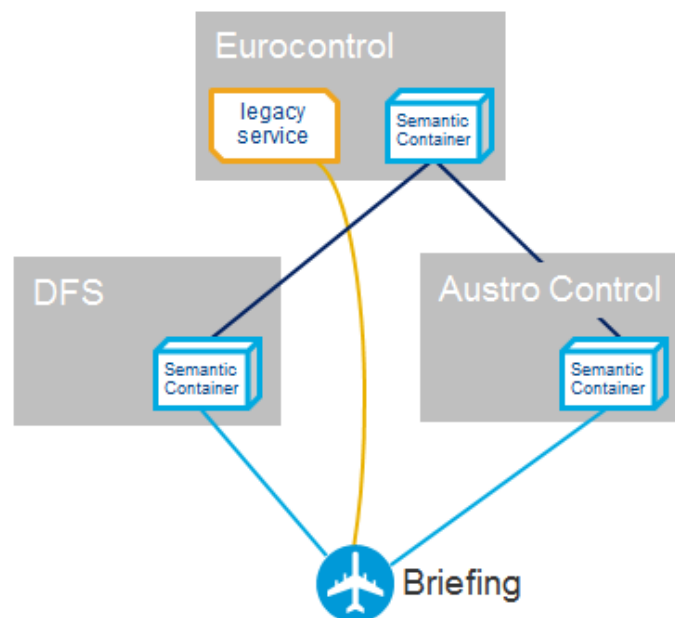 Eurocontrol
legacy
service
Semantic
Container
DFS
Semantic
Container
Austro Control
Semantic
Container
Briefing